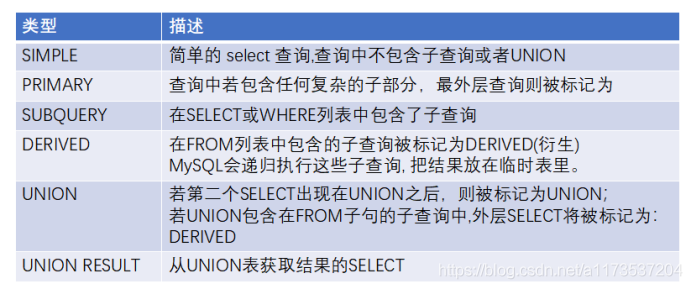 类型 描述
SIMPLE 简单的 select 查询,查询中不包含子查询或者UNION
PRIMARY 查询中若包含任何复杂的子部分，最外层查询则被标记为
SUBQUERY 在SELECT或WHERE列表中包含了子查询
DERIVED 在FROM列表中包含的子查询被标记为DERIVED(衍生)
MySQL会递归执行这些子查询, 把结果放在临时表里。
UNION 若第二个SELECT出现在UNION之后，则被标记为UNION；
若UNION包含在FROM子句的子查询中,外层SELECT将被标记为：
DERIVED
UNION RESULT 从UNION表获取结果的SELECT
https://blog.csdn.net/a1173537204